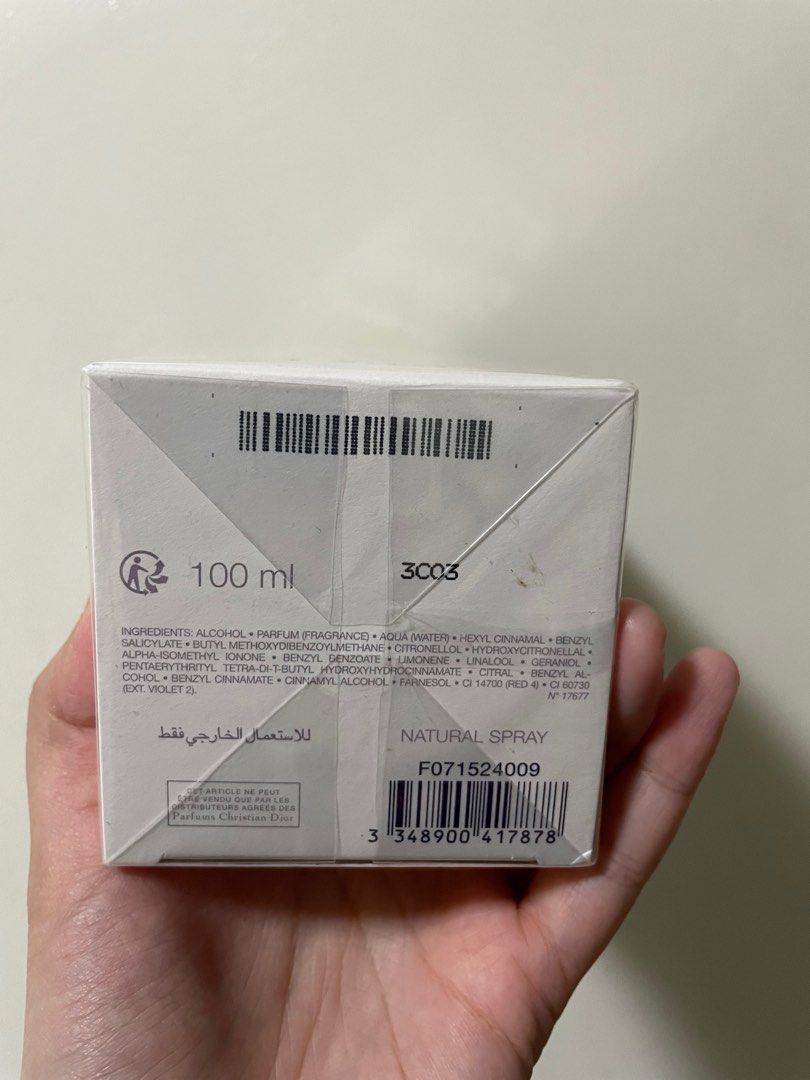 100 ml
3C03
INGREDIENTS: ALCOHOL • PARFUM (FRAGRANCE) • AQUA (WATER) • HEXYL CINNAMAL • BENZYL
SALICYLATE • BUTYL METHOXYDIBENZOYLMETHANE • CITRONELLOL • HYDROXYCITRONELLAL •
ALPHA-ISOMETHYL IONONE • BENZYL BENZOATE • LIMONENE • LINALOOL • GERANIOL •
PENTAERYTHRITYL TETRA-DI-T-BUTYL HYDROXYHYDROCINNAMATE • CITRAL • BENZYL AL-
COHOL • BENZYL CINNAMATE • CINNAMYL ALCOHOL • FARNESOL • CI 14700 (RED 4) • CI 60730
(EXT. VIOLET 2).
N° 17677
للاستعمال الخارجي فقط
NATURAL SPRAY
F071524009
CET ARTICLE NE PEUT
ÊTRE VENDU QUE PAR LES
DISTRIBUTEURS AGRÉÉS DES
Parfums Christian Dior
3 348900 417878